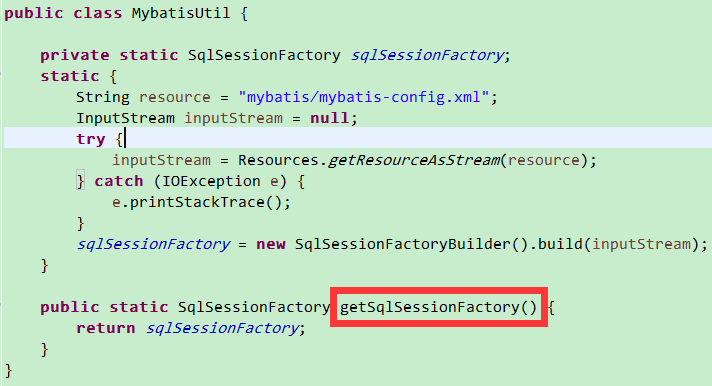 public class MybatisUtil {
private static SqlSessionFactory sqlSessionFactory;
static {
String resource = "mybatis/mybatis-config.xml";
InputStream inputStream = null;
try {
inputStream = Resources.getResourceAsStream(resource);
} catch (IOException e) {
e.printStackTrace();
}
sqlSessionFactory = new SqlSessionFactoryBuilder().build(inputStream);
}
public static SqlSessionFactory getSqlSessionFactory() {
return sqlSessionFactory;
}
}